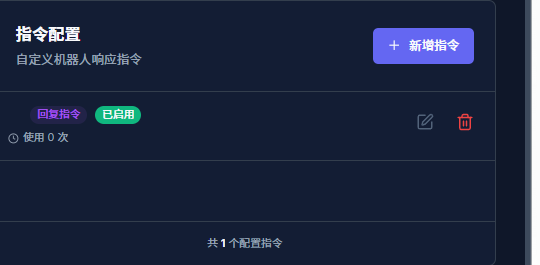 指令配置
自定义机器人响应指令
+ 新增指令
回复指令 已启用
使用 0 次
共 1 个配置指令